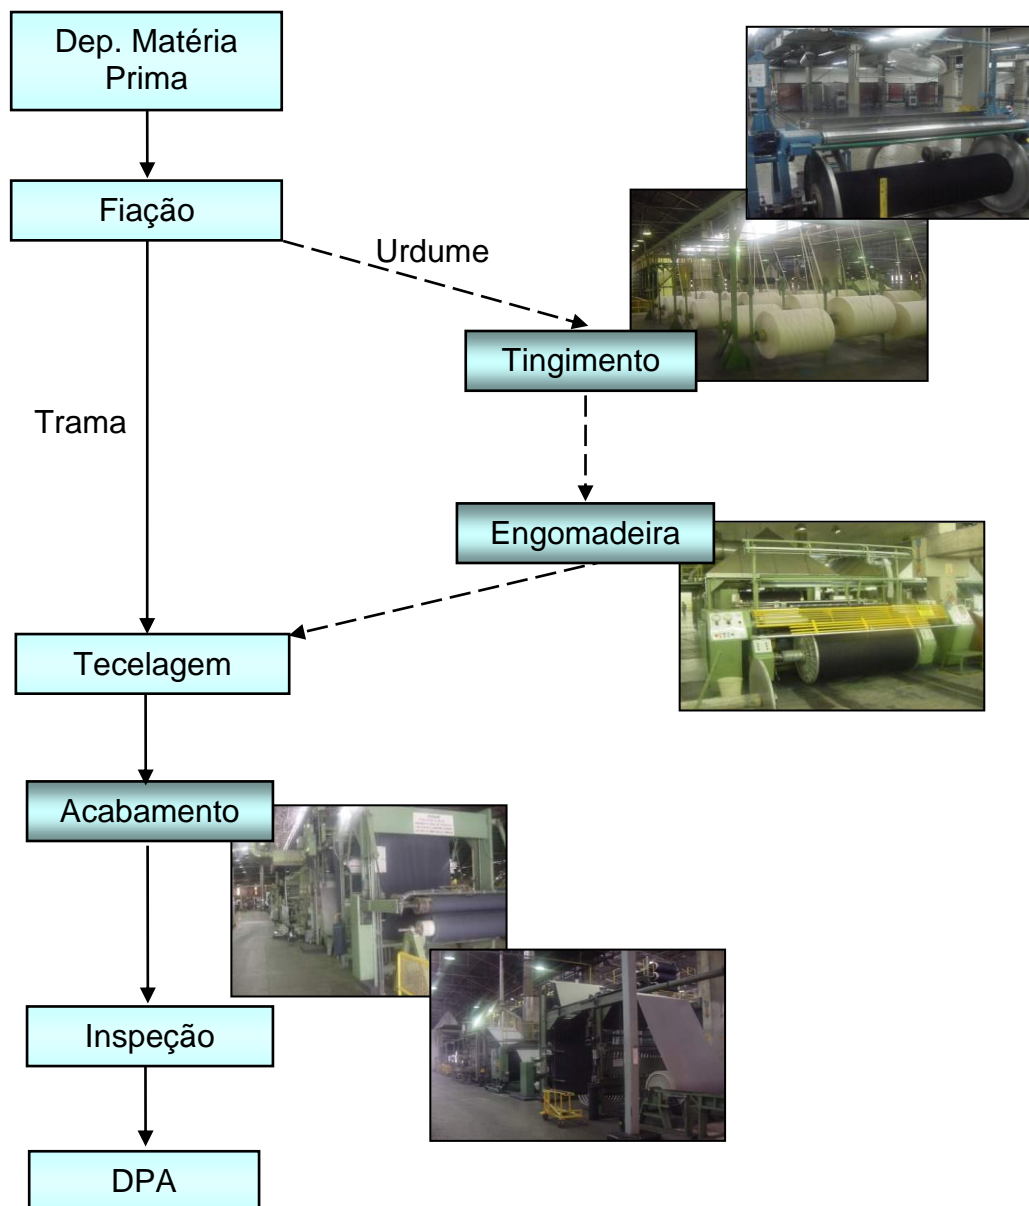 Dep. Matéria
Prima
Fiação
Urdume
Tingimento
Trama
Engomadeira
Tecelagem
Acabamento
Inspeção
DPA